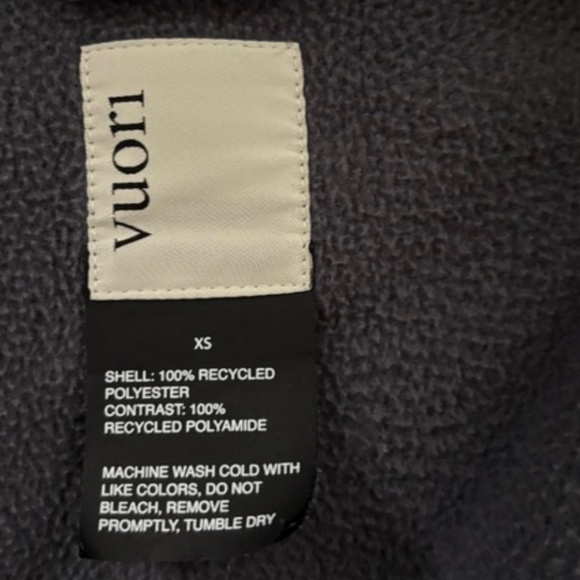 vuori
XS
SHELL: 100% RECYCLED
POLYESTER
CONTRAST: 100%
RECYCLED POLYAMIDE
MACHINE WASH COLD WITH
LIKE COLORS, DO NOT
BLEACH, REMOVE
PROMPTLY, TUMBLE DRY